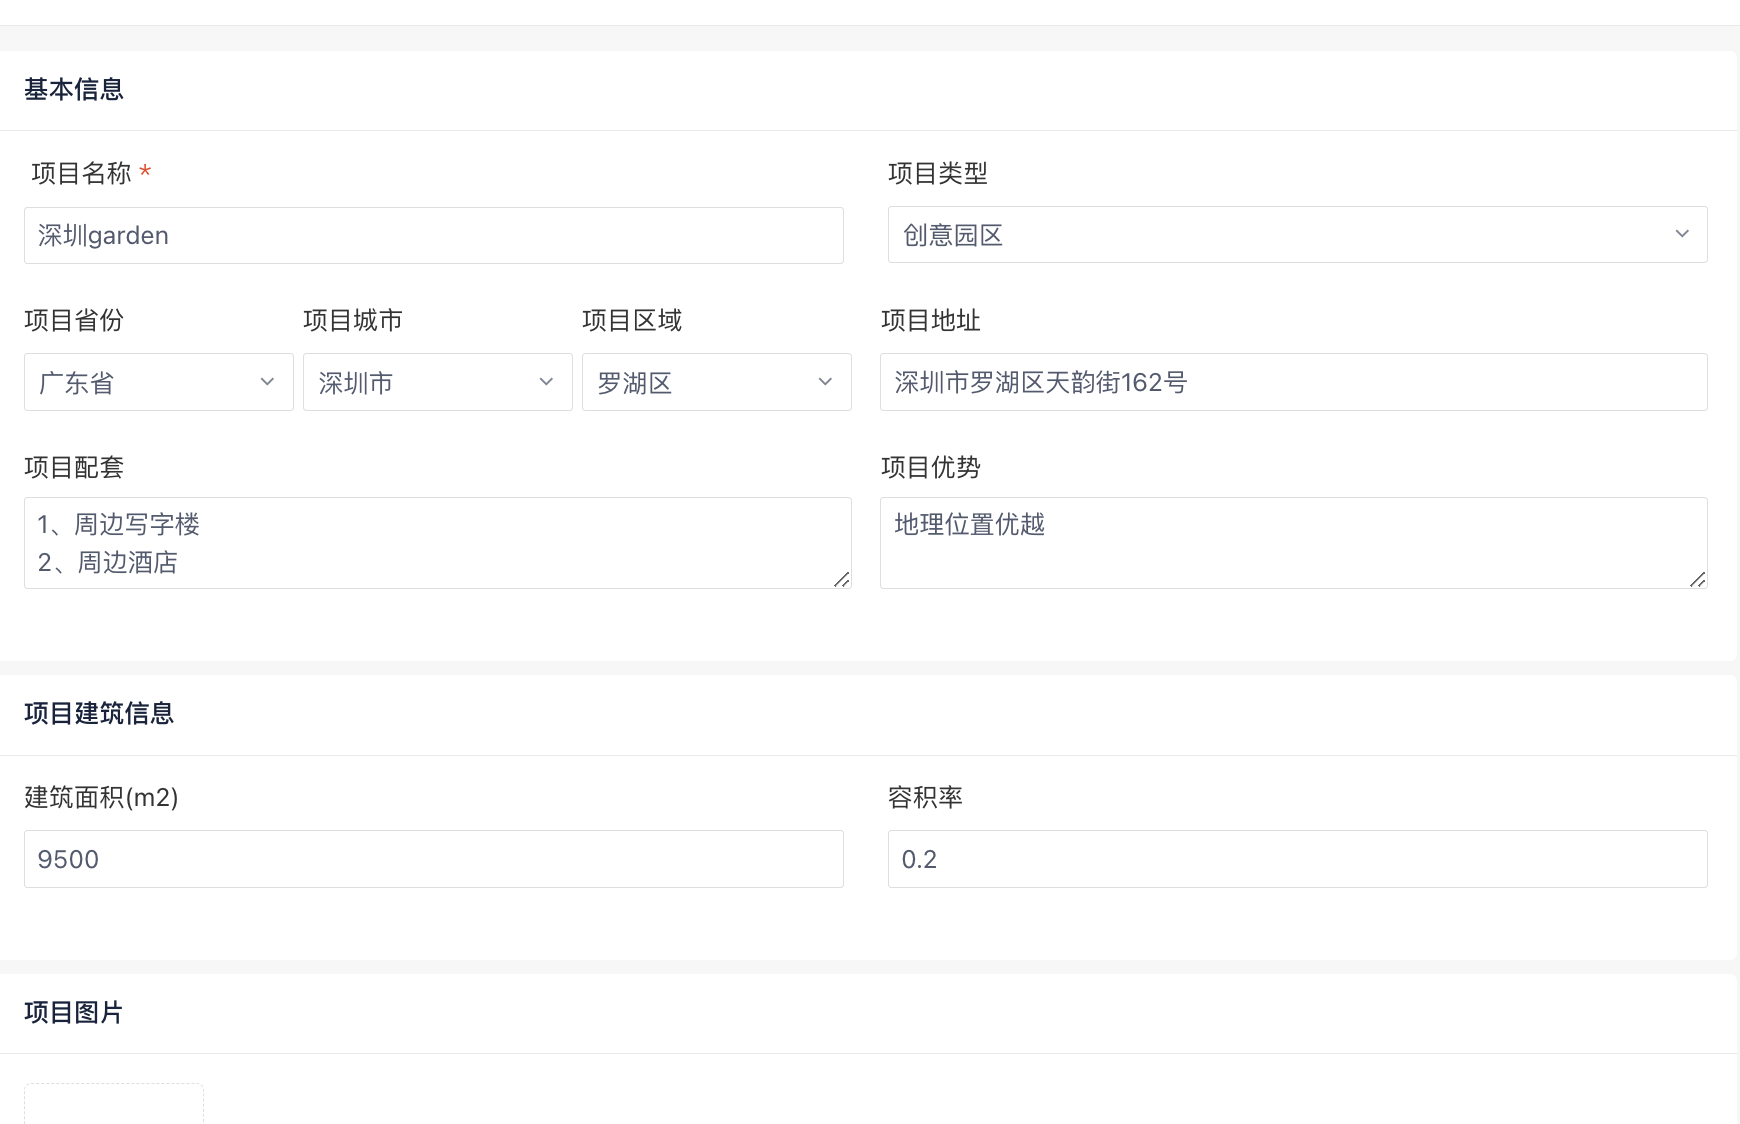 基本信息
项目名称 *
项目类型
深圳garden
创意园区
项目省份
项目城市
项目区域
项目地址
广东省
深圳市
罗湖区
深圳市罗湖区天韵街162号
项目配套
项目优势
1、周边写字楼
2、周边酒店
地理位置优越
项目建筑信息
建筑面积(m2)
容积率
9500
0.2
项目图片